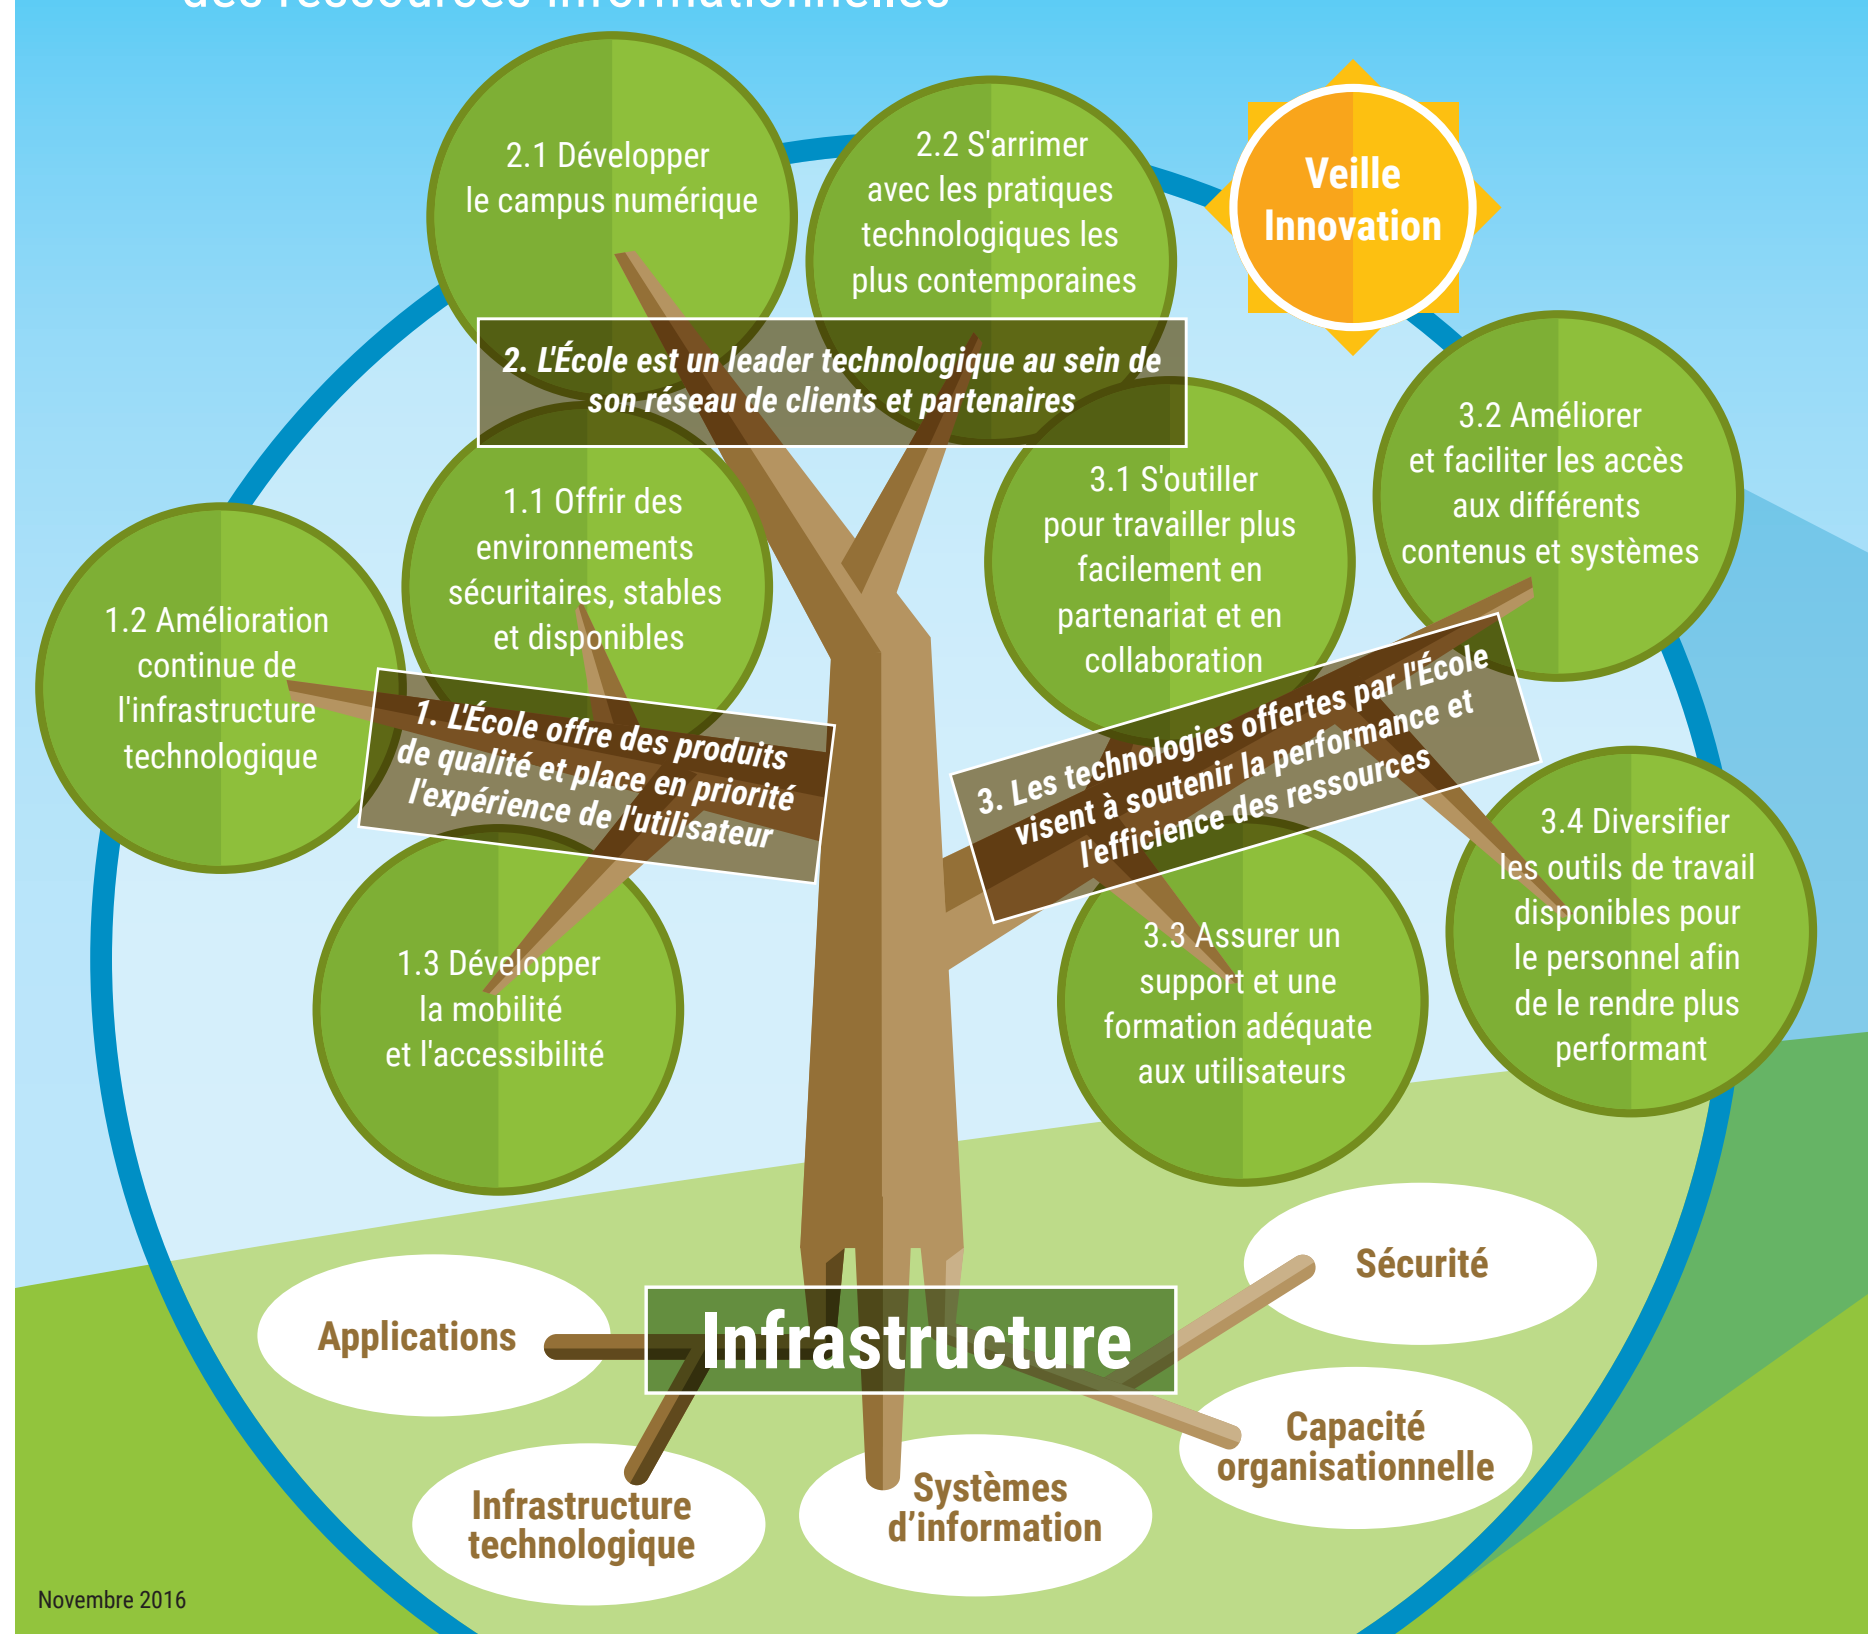 des ressources informationnelles
2.1 Développer
le campus numérique
2.2 S'arrimer
avec les pratiques
technologiques les
plus contemporaines
Veille
Innovation
2. L'École est un leader technologique au sein de
son réseau de clients et partenaires
1.1 Offrir des
environnements
sécuritaires, stables
et disponibles
3.1 S'outiller
pour travailler plus
facilement en
partenariat et en
collaboration
3.2 Améliorer
et faciliter les accès
aux différents
contenus et systèmes
1.2 Amélioration
continue de
l'infrastructure
technologique
1. L'École offre des produits
de qualité et place en priorité
l'expérience de l'utilisateur
3. Les technologies offertes par l'École
visent à soutenir la performance et
l'efficience des ressources
1.3 Développer
la mobilité
et l'accessibilité
3.3 Assurer un
support et une
formation adéquate
aux utilisateurs
3.4 Diversifier
les outils de travail
disponibles pour
le personnel afin
de le rendre plus
performant
Infrastructure
Applications
Infrastructure
technologique
Systèmes
d’information
Capacité
organisationnelle
Sécurité
Novembre 2016